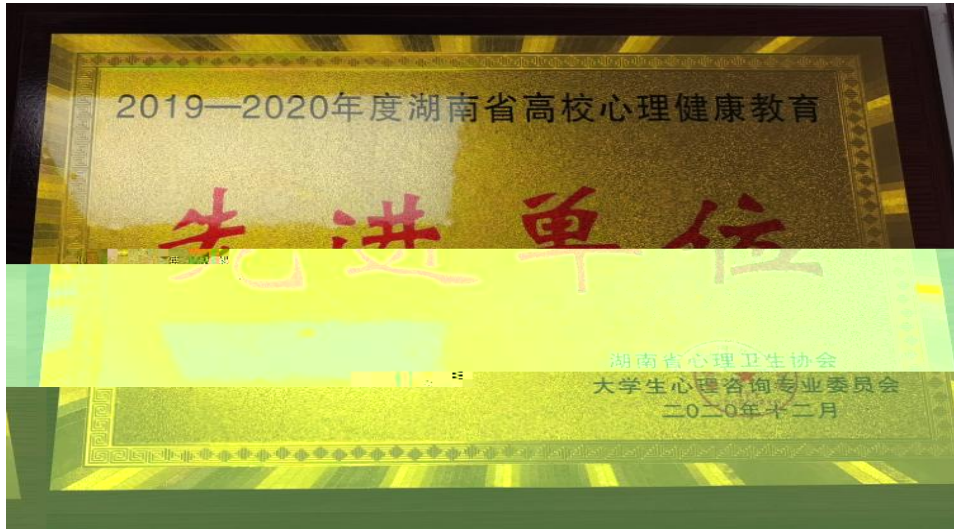 2019—2020年度湖南省高校心理健康教育
先进单位
湖南省心理卫生协会
大学生心理咨询专业委员会
二〇二〇年十二月